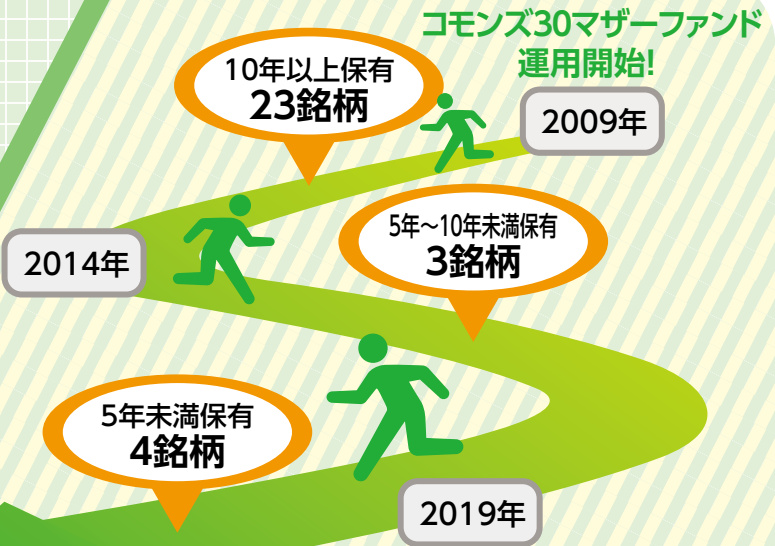 コモンズ30マザーファンド
運用開始!
10年以上保有
23銘柄
2009年
5年〜10年未満保有
3銘柄
2014年
5年未満保有
4銘柄
2019年